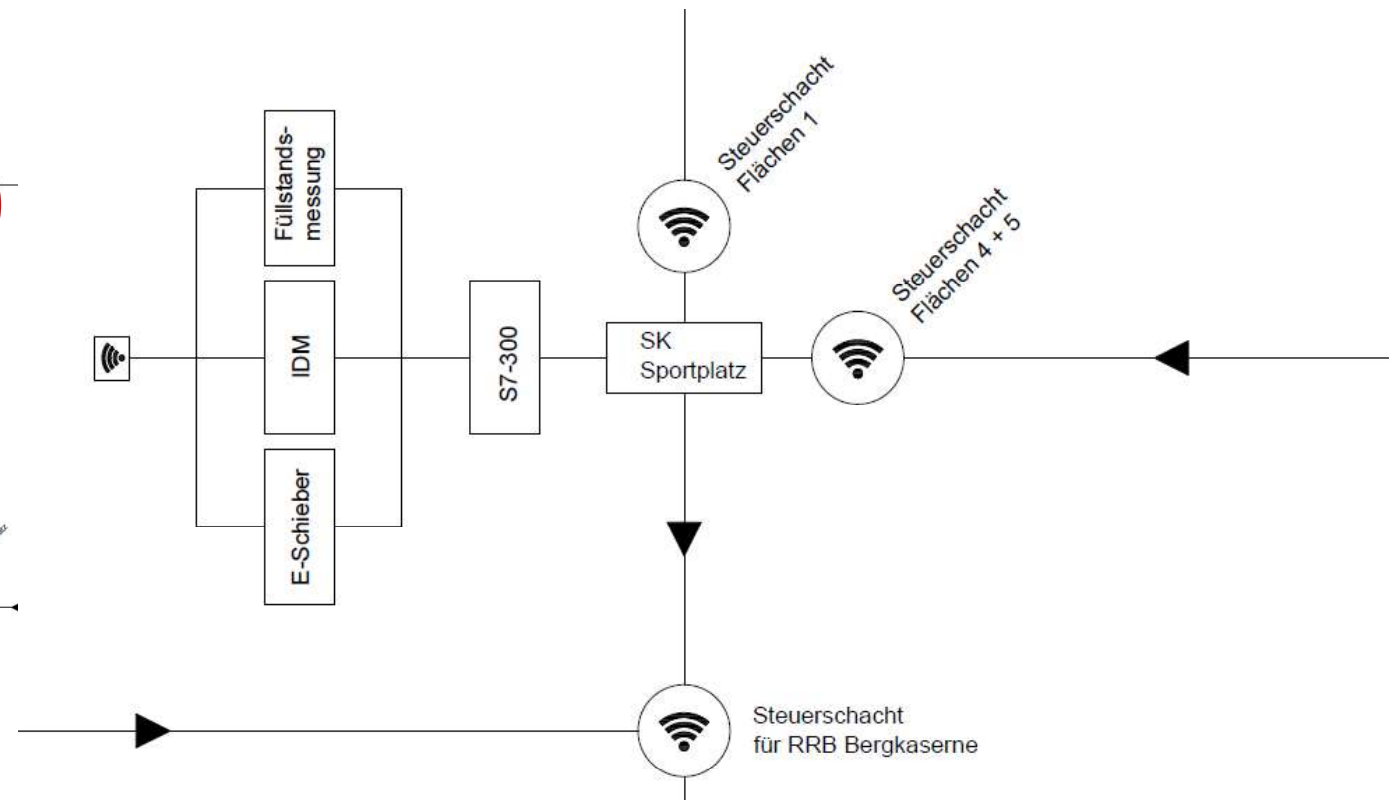 Steuerschacht
Flächen 1
Füllstands-
messung
Steuerschacht
Flächen 4 + 5
IDM
S7-300
SK
Sportplatz
E-Schieber
Steuerschacht
für RRB Bergkaserne